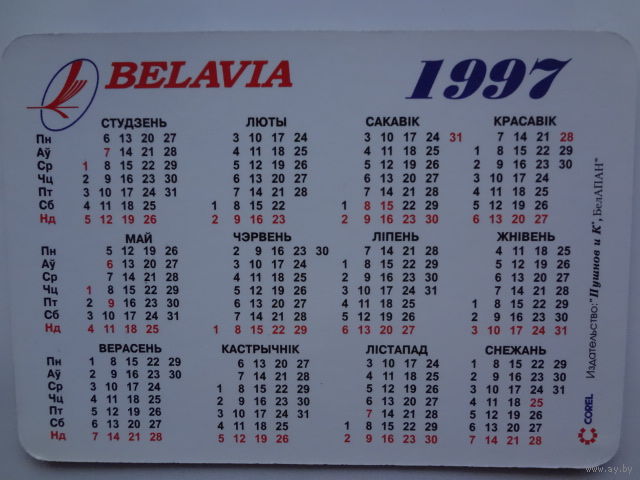 BELAVIA 1997
СТУДЗЕНЬ ЛЮТЫ САКАВІК КРАСАВІК
Пн 6 13 20 27 3 10 17 24 3 10 17 24 31 7 14 21 28
Аў 7 14 21 28 4 11 18 25 4 11 18 25 1 8 15 22 29
Ср 1 8 15 22 29 5 12 19 26 5 12 19 26 2 9 16 23 30
Чц 2 9 16 23 30 6 13 20 27 6 13 20 27 3 10 17 24
Пт 3 10 17 24 31 7 14 21 28 7 14 21 28 4 11 18 25
Сб 4 11 18 25 1 8 15 22 1 8 15 22 29 5 12 19 26
Нд 5 12 19 26 2 9 16 23 2 9 16 23 30 6 13 20 27
МАЙ ЧЭРВЕНЬ ЛІПЕНЬ ЖНІВЕНЬ
Пн 5 12 19 26 2 9 16 23 30 7 14 21 28 4 11 18 25
Аў 6 13 20 27 3 10 17 24 1 8 15 22 29 5 12 19 26
Ср 7 14 21 28 4 11 18 25 2 9 16 23 30 6 13 20 27
Чц 1 8 15 22 29 5 12 19 26 3 10 17 24 31 7 14 21 28
Пт 2 9 16 23 30 6 13 20 27 4 11 18 25 1 8 15 22 29
Сб 3 10 17 24 31 7 14 21 28 5 12 19 26 2 9 16 23 30
Нд 4 11 18 25 1 8 15 22 29 6 13 20 27 3 10 17 24 31
ВЕРАСЕНЬ КАСТРЫЧНІК ЛІСТАПАД СНЕЖАНЬ
Пн 1 8 15 22 29 6 13 20 27 3 10 17 24 1 8 15 22 29
Аў 2 9 16 23 30 7 14 21 28 4 11 18 25 2 9 16 23 30
Ср 3 10 17 24 1 8 15 22 29 5 12 19 26 3 10 17 24 31
Чц 4 11 18 25 2 9 16 23 30 6 13 20 27 4 11 18 25
Пт 5 12 19 26 3 10 17 24 31 7 14 21 28 5 12 19 26
Сб 6 13 20 27 4 11 18 25 1 8 15 22 29 6 13 20 27
Нд 7 14 21 28 5 12 19 26 2 9 16 23 30 7 14 21 28
Издательство:"Пушнов и К°, БелАПАН"
COREL
www.ay.by